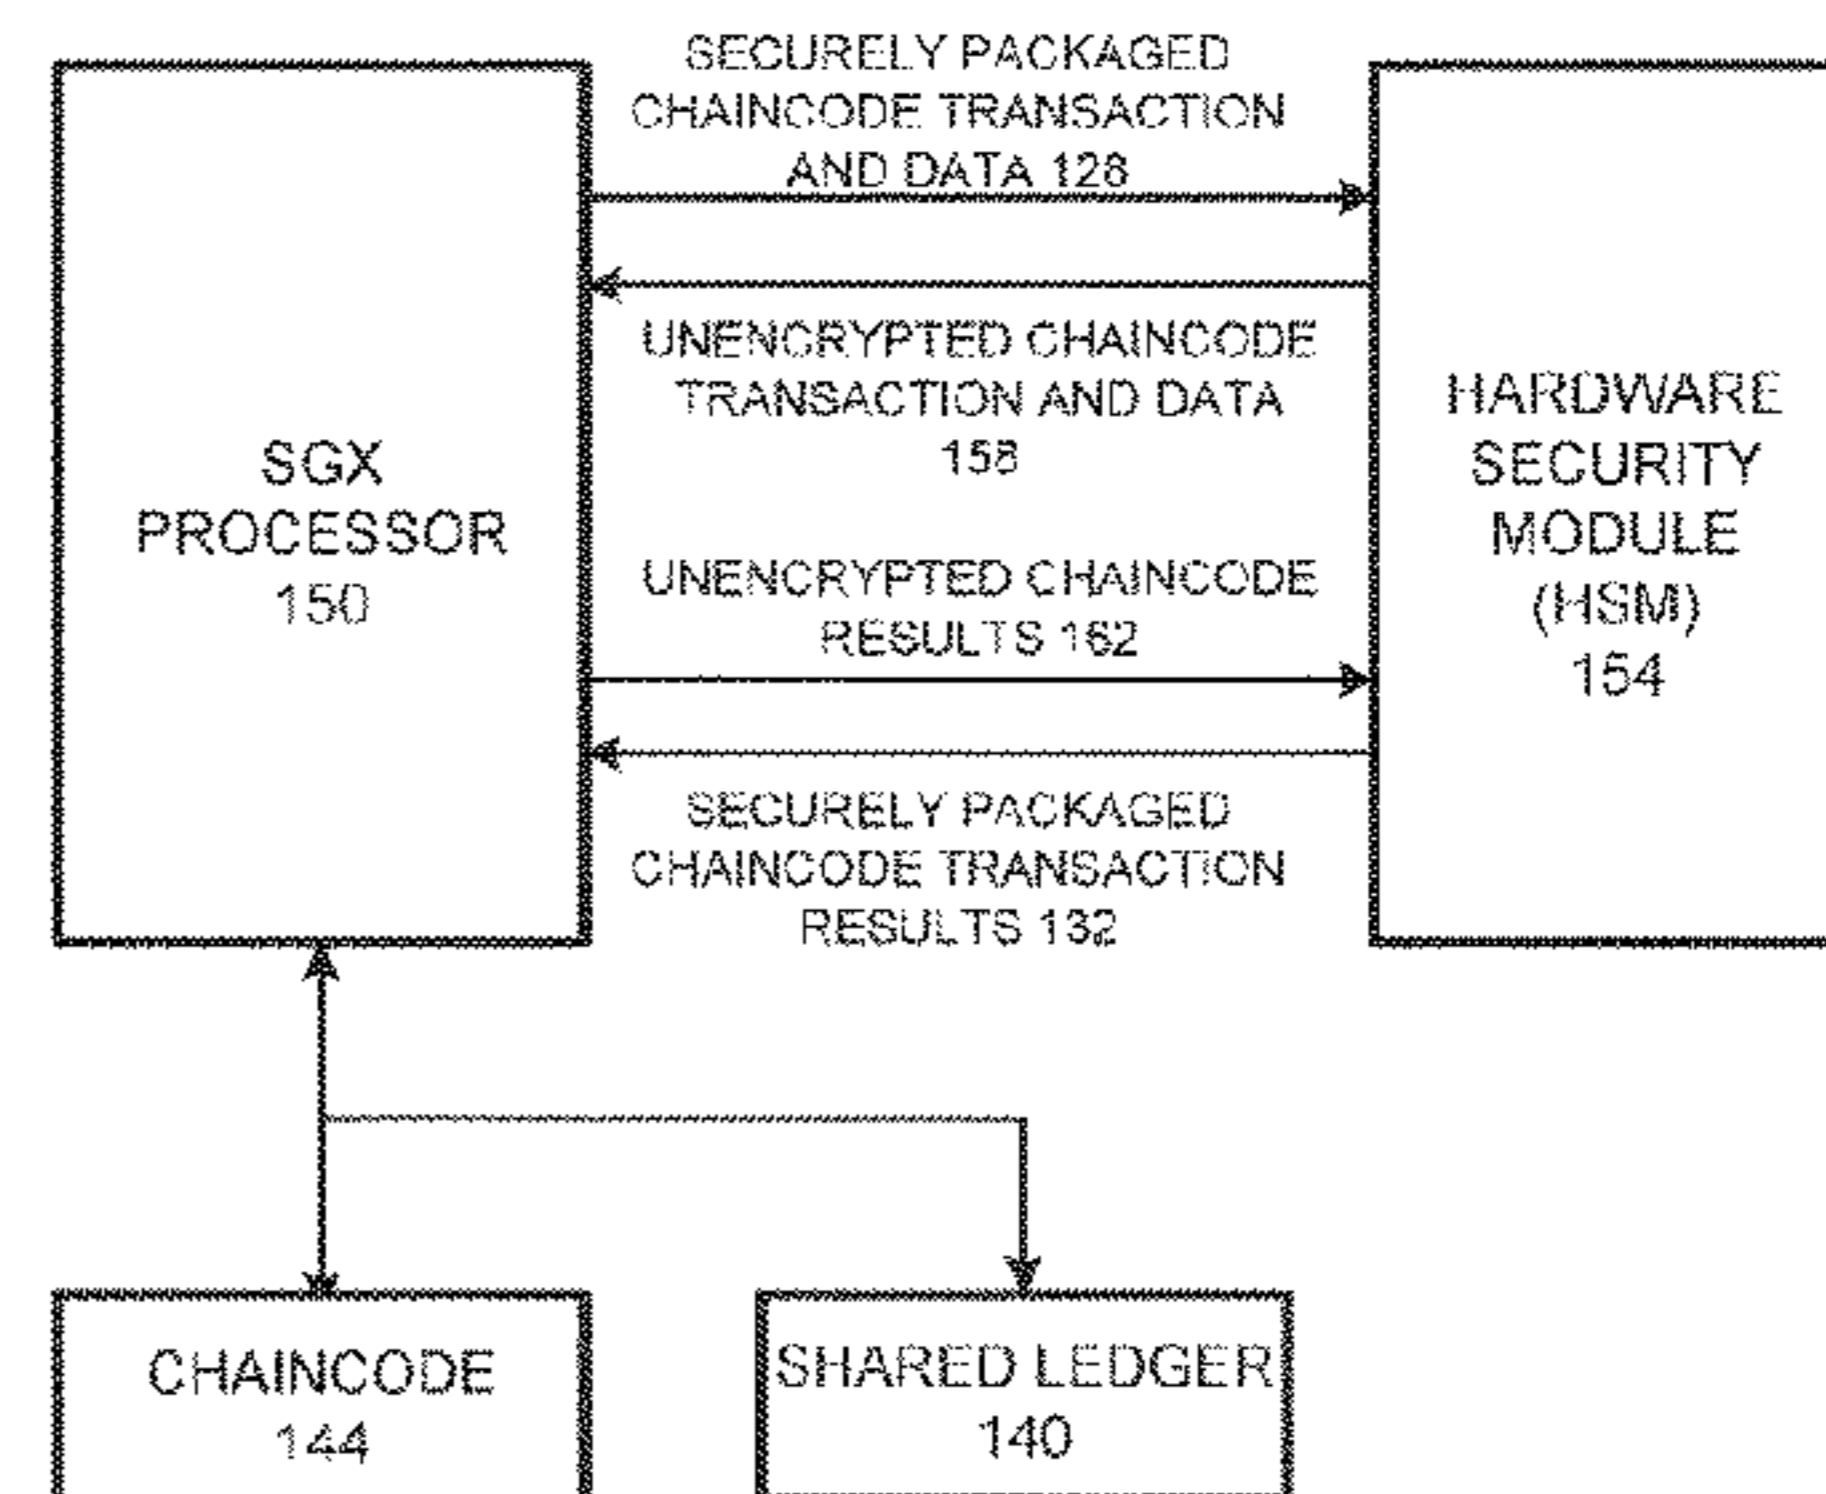 SECURELY PACKAGED
CHAINCODE TRANSACTION
AND DATA 128
UNENCRYPTED CHAINCODE
TRANSACTION AND DATA
158
UNENCRYPTED CHAINCODE
RESULTS 162
SECURELY PACKAGED
CHAINCODE TRANSACTION
RESULTS 132
SGX
PROCESSOR
150
HARDWARE
SECURITY
MODULE
(HSM)
154
CHAINCODE
144
SHARED LEDGER
140